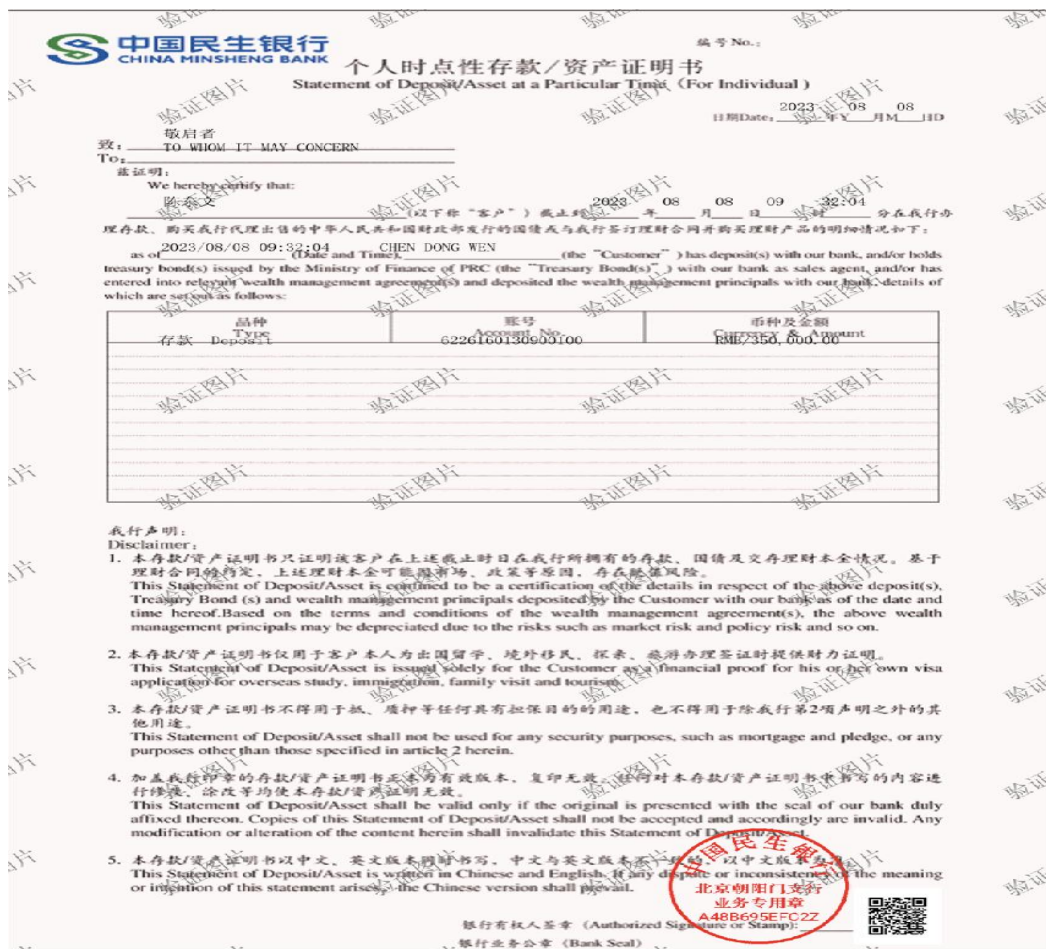 中国民生银行
CHINA MINSHENG BANK
编号No.:
个人时点性存款/资产证明书
Statement of Deposit/Asset at a Particular Time (For Individual )
2023 08 08
日期Date: 年Y 月M 日D
敬启者
致:
TO WHOM IT MAY CONCERN
To:
兹证明:
We hereby certify that:
陈东文 2023 08 08 09 32:04
(以下称“客户”) 截止到 年 月 日 时 分在我行办
理存款、购买我行代理出售的中华人民共和国财政部发行的国债或与我行签订理财合同并购买理财产品的明细情况如下:
2023/08/08 09:32:04 CHEN DONG WEN
as of (Date and Time), (the "Customer" ) has deposit(s) with our bank, and/or holds
treasury bond(s) issued by the Ministry of Finance of PRC (the "Treasury Bond(s)" ) with our bank as sales agent, and/or has
entered into relevant wealth management agreement(s) and deposited the wealth management principals with our bank, details of
which are set out as follows:
品种 账号 币种及金额
Type Account No. Currency & Amount
存款 Deposit 6226160130900100 RMB/350,000.00
我行声明:
Disclaimer:
1. 本存款/资产证明书只证明该客户在上述截止时日在我行所拥有的存款、国债及交存理财本金情况。基于
理财合同的约定,上述理财本金可能因市场、政策等原因,存在贬值风险。
This Statement of Deposit/Asset is confined to be a certification of the details in respect of the above deposit(s),
Treasury Bond (s) and wealth management principals deposited by the Customer with our bank as of the date and
time hereof.Based on the terms and conditions of the wealth management agreement(s), the above wealth
management principals may be depreciated due to the risks such as market risk and policy risk and so on.
2. 本存款/资产证明书仅用于客户本人为出国留学、境外移民、探亲、旅游办理签证时提供财力证明。
This Statement of Deposit/Asset is issued solely for the Customer as a financial proof for his or her own visa
application for overseas study, immigration, family visit and tourism.
3. 本存款/资产证明书不得用于抵、质押等任何具有担保目的的用途,也不得用于除我行第2项声明之外的其
他用途。
This Statement of Deposit/Asset shall not be used for any security purposes, such as mortgage and pledge, or any
purposes other than those specified in article 2 herein.
4. 加盖我行印章的存款/资产证明书正本为有效版本,复印无效。任何对本存款/资产证明书中书写的内容进
行修改、涂改等均使本存款/资产证明无效。
This Statement of Deposit/Asset shall be valid only if the original is presented with the seal of our bank duly
affixed thereon. Copies of this Statement of Deposit/Asset shall not be accepted and accordingly are invalid. Any
modification or alteration of the content herein shall invalidate this Statement of Deposit/Asset.
5. 本存款/资产证明书以中文、英文版本同时书写,中文与英文版本不一致的,以中文版本为准。
This Statement of Deposit/Asset is written in Chinese and English. If any dispute or inconsistency of the meaning
or intention of this statement arises, the Chinese version shall prevail.
中国民生银行
北京朝阳门支行
业务专用章
A48B695EFC2Z
银行有权人签章 (Authorized Signature or Stamp):
银行业务公章 (Bank Seal)
验证图片